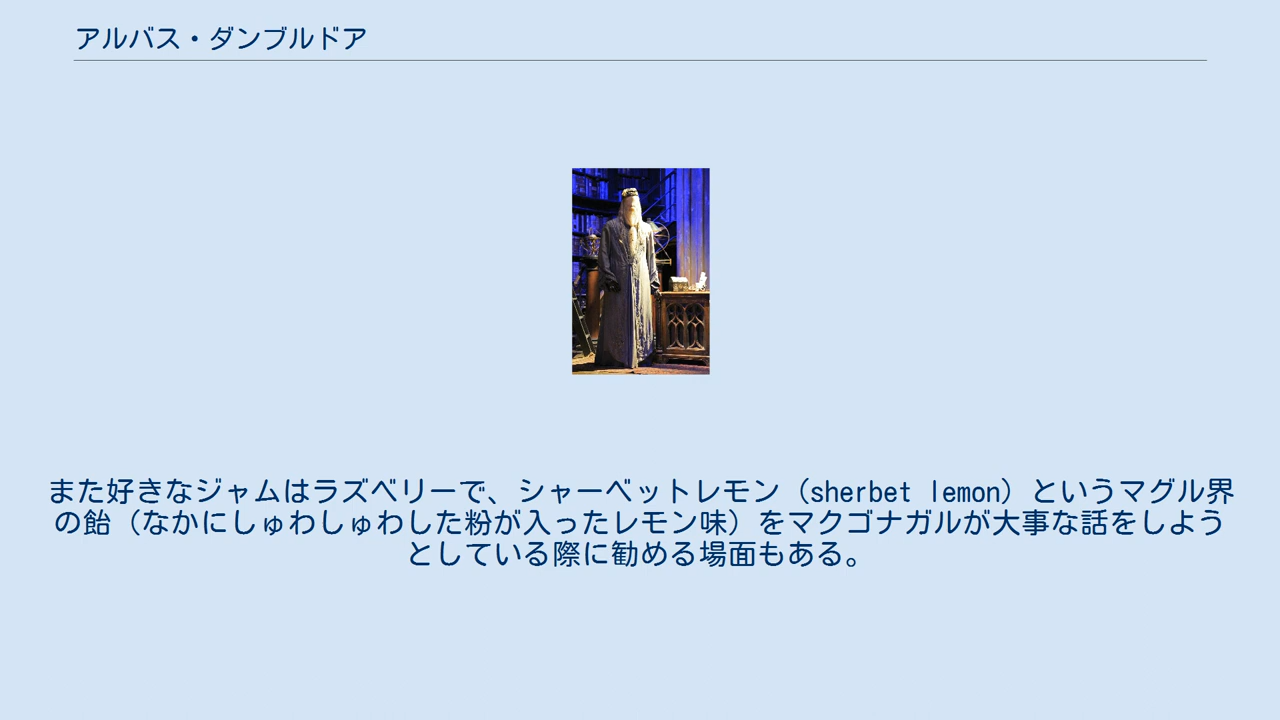 アルバス・ダンブルドア
また好きなジャムはラズベリーで、シャーベットレモン（sherbet lemon）というマグル界
の飴（なかにしゅわしゅわした粉が入ったレモン味）をマクゴナガルが大事な話をしよう
としている際に勧める場面もある。